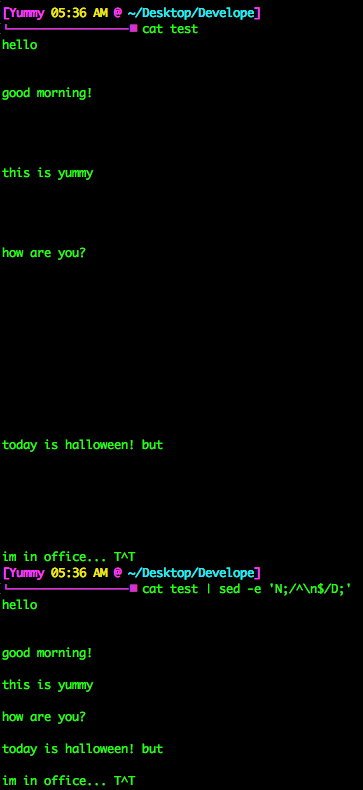 [Yummy 05:36 AM @ ~/Desktop/Develope]
cat test
hello
good morning!
this is yummy
how are you?
today is halloween! but
im in office... T^T
[Yummy 05:36 AM @ ~/Desktop/Develope]
cat test | sed -e 'N;/^\n$/D;'
hello
good morning!
this is yummy
how are you?
today is halloween! but
im in office... T^T